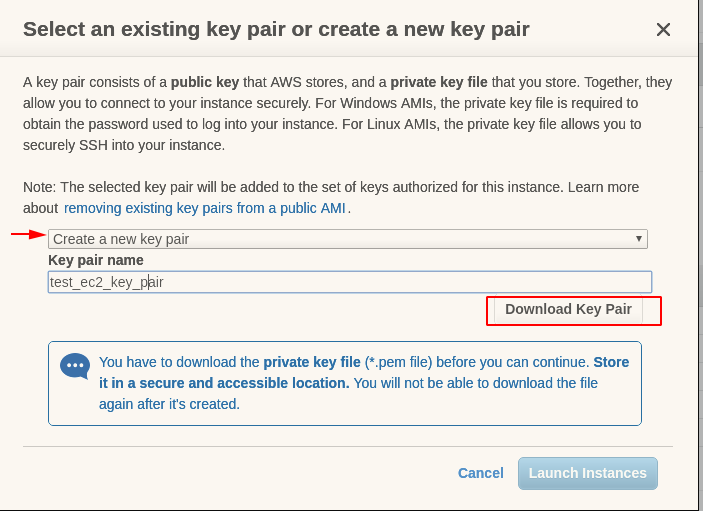 Select an existing key pair or create a new key pair
A key pair consists of a public key that AWS stores, and a private key file that you store. Together, they
allow you to connect to your instance securely. For Windows AMIs, the private key file is required to
obtain the password used to log into your instance. For Linux AMIs, the private key file allows you to
securely SSH into your instance.
Note: The selected key pair will be added to the set of keys authorized for this instance. Learn more
about removing existing key pairs from a public AMI.
Create a new key pair
Key pair name
test_ec2_key_pair
Download Key Pair
You have to download the private key file (*.pem file) before you can continue. Store
it in a secure and accessible location. You will not be able to download the file
again after it's created.
Cancel Launch Instances